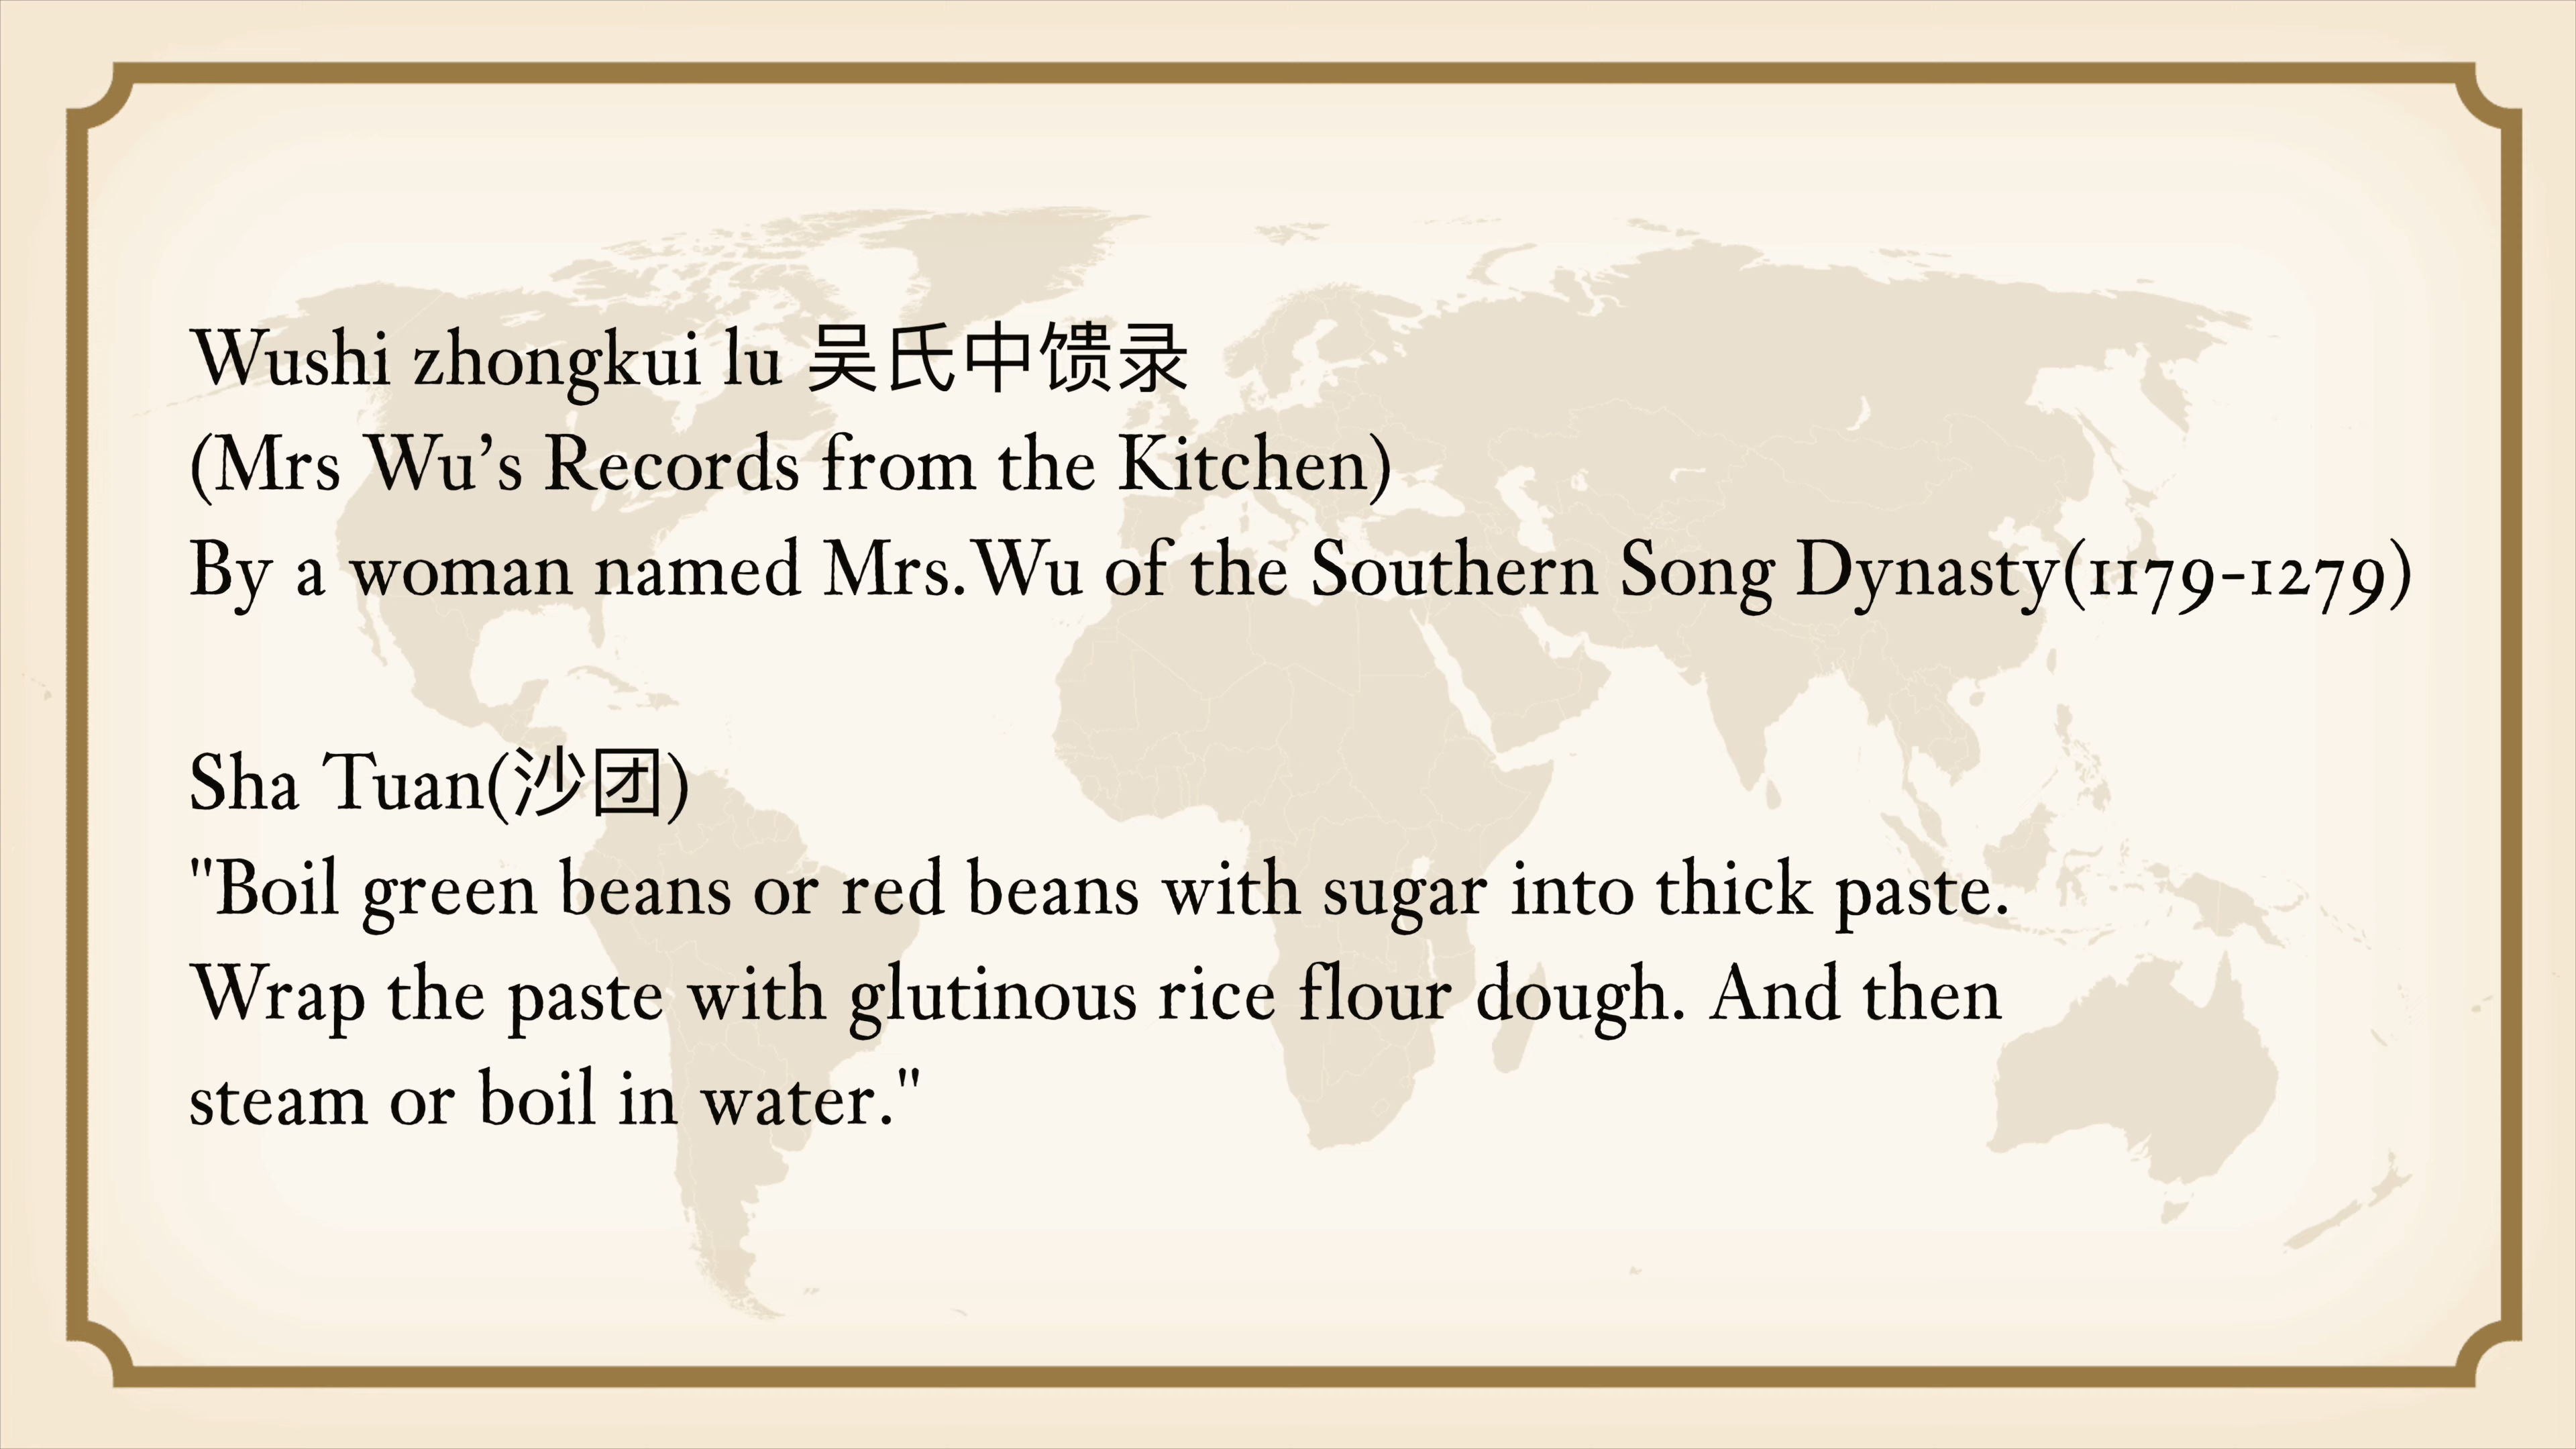 Wushi zhongkui lu 吴氏中馈录
(Mrs Wu’s Records from the Kitchen)
By a woman named Mrs.Wu of the Southern Song Dynasty(1179-1279)
Sha Tuan(沙团)
"Boil green beans or red beans with sugar into thick paste.
Wrap the paste with glutinous rice flour dough. And then
steam or boil in water."